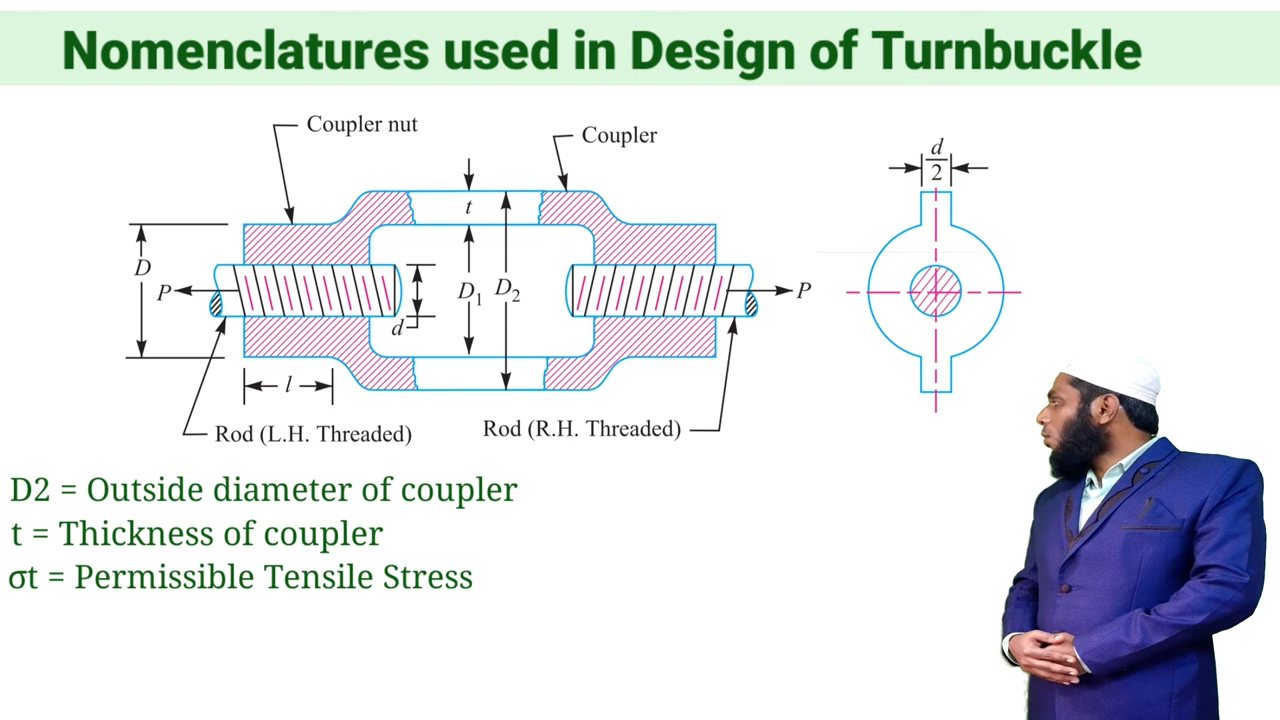 Nomenclatures used in Design of Turnbuckle
Coupler nut
Coupler
d
2
t
D
P
D1 D2
P
d
l
Rod (L.H. Threaded)
Rod (R.H. Threaded)
D2 = Outside diameter of coupler
t = Thickness of coupler
σt = Permissible Tensile Stress